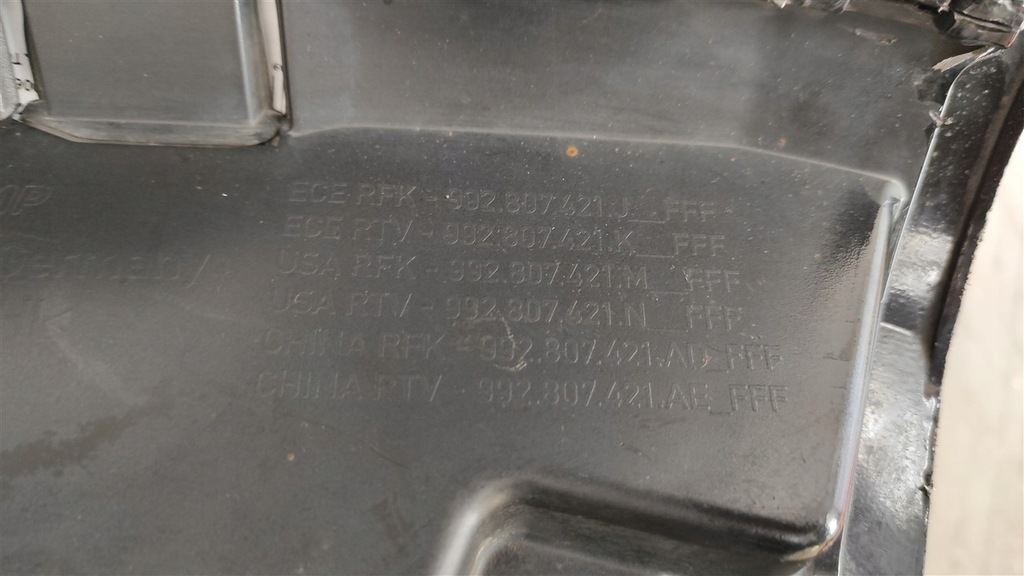 ECE RFK - 992.807.421.J__FFF
ECE RTV - 992.807.421.K__FFF
Germany
USA RFK - 992.807.421.M__FFF
USA RTV - 992.807.421.N__FFF
CHINA RFK - 992.807.421.AD_FFF
CHINA RTV - 992.807.421.AE_FFF